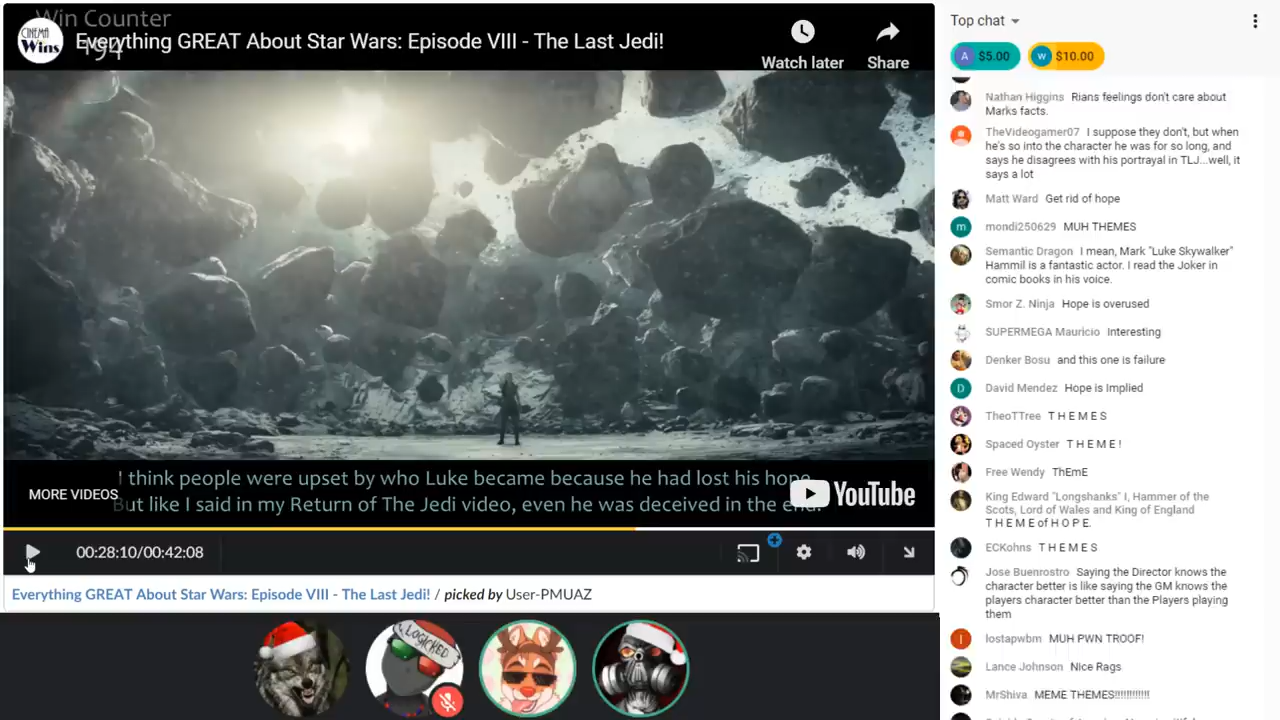 Win Counter
194
CINEMA
Wins
Everything GREAT About Star Wars: Episode VIII - The Last Jedi!
Watch later
Share
I think people were upset by who Luke became because he had lost his hope.
But like I said in my Return of The Jedi video, even he was deceived in the end.
MORE VIDEOS
YouTube
00:28:10/00:42:08
Everything GREAT About Star Wars: Episode VIII - The Last Jedi! / picked by User-PMUAZ
LOGICKED
Top chat
A $5.00
w $10.00
Nathan Higgins Rians feelings don't care about
Marks facts.
TheVideogamer07 I suppose they don't, but when
he's so into the character he was for so long, and
says he disagrees with his portrayal in TLJ...well, it
says a lot
Matt Ward Get rid of hope
m
mondi250629 MUH THEMES
Semantic Dragon I mean, Mark "Luke Skywalker"
Hammil is a fantastic actor. I read the Joker in
comic books in his voice.
Smor Z. Ninja Hope is overused
SUPERMEGA Mauricio Interesting
Denker Bosu and this one is failure
D
David Mendez Hope is Implied
TheoTTree T H E M E S
Spaced Oyster T H E M E !
Free Wendy ThEmE
King Edward "Longshanks" I, Hammer of the
Scots, Lord of Wales and King of England
T H E M E of H O P E.
ECKohns T H E M E S
Jose Buenrostro Saying the Director knows the
character better is like saying the GM knows the
players character better than the Players playing
them
l
lostapwbm MUH PWN TROOF!
Lance Johnson Nice Rags
MrShiva MEME THEMES!!!!!!!!!!!!!